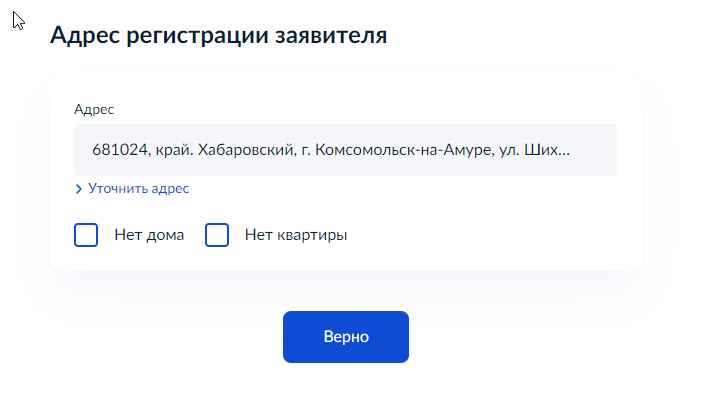 Адрес регистрации заявителя
Адрес
681024, край. Хабаровский, г. Комсомольск-на-Амуре, ул. Ших...
Уточнить адрес
Нет дома Нет квартиры
Верно